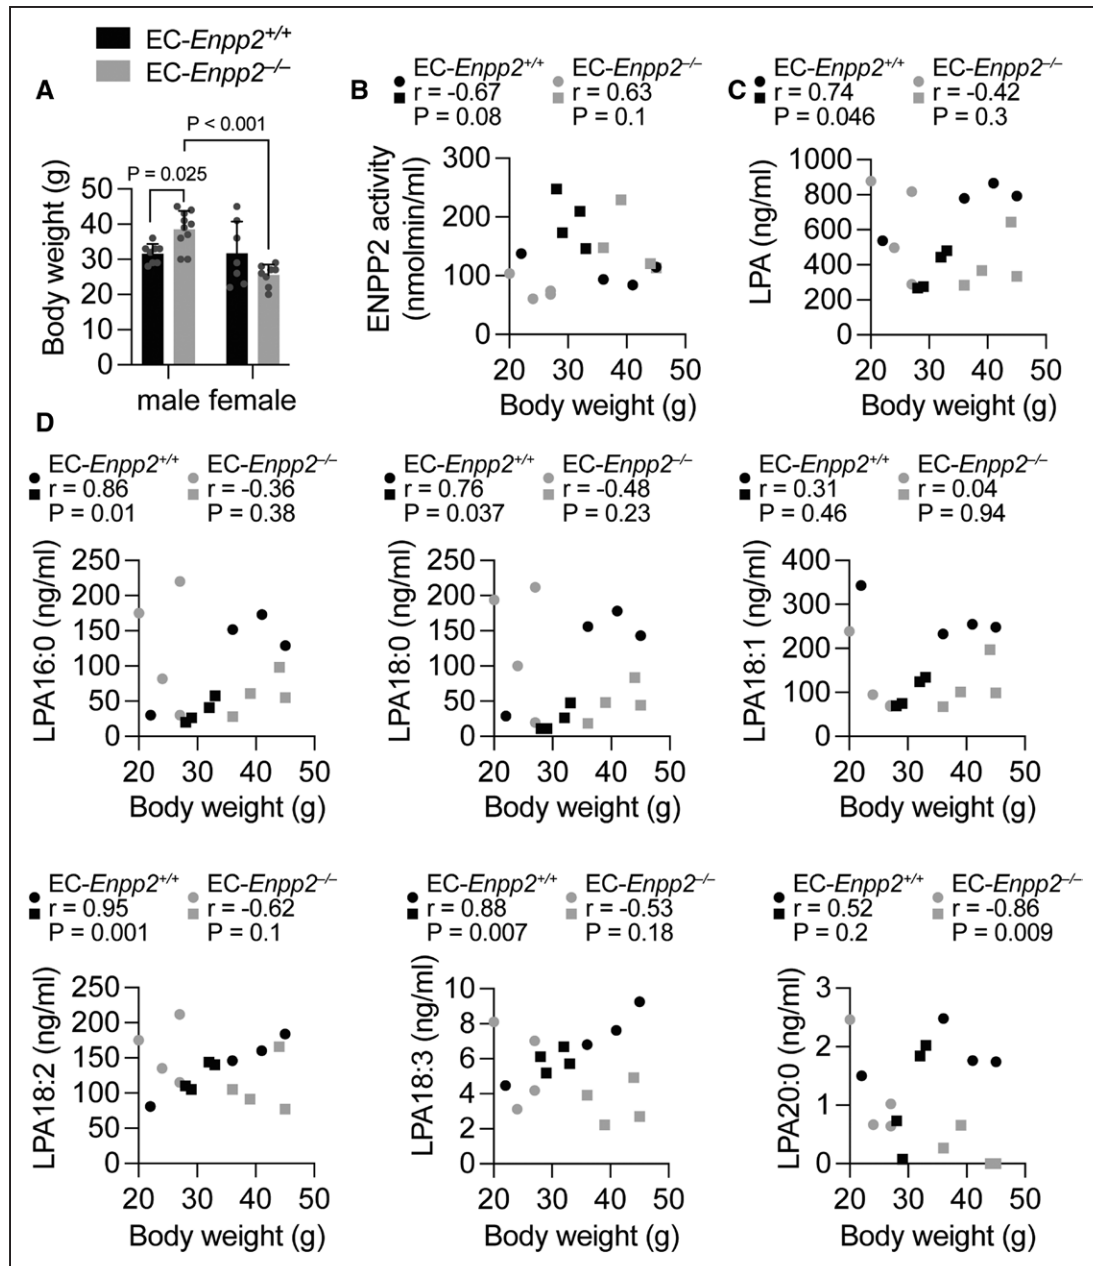 EC-Enpp2+/+
EC-Enpp2–/–
A
P < 0.001
P = 0.025
Body weight (g)
50
40
30
20
10
0
male female
B
EC-Enpp2+/+
r = -0.67
P = 0.08
EC-Enpp2–/–
r = 0.63
P = 0.1
ENPP2 activity
(nmolmin/ml)
300
200
100
0
20 30 40 50
Body weight (g)
C
EC-Enpp2+/+
r = 0.74
P = 0.046
EC-Enpp2–/–
r = -0.42
P = 0.3
LPA (ng/ml)
1000
800
600
400
200
0
20 30 40 50
Body weight (g)
D
EC-Enpp2+/+
r = 0.86
P = 0.01
EC-Enpp2–/–
r = -0.36
P = 0.38
LPA16:0 (ng/ml)
250
200
150
100
50
0
20 30 40 50
Body weight (g)
EC-Enpp2+/+
r = 0.76
P = 0.037
EC-Enpp2–/–
r = -0.48
P = 0.23
LPA18:0 (ng/ml)
250
200
150
100
50
0
20 30 40 50
Body weight (g)
EC-Enpp2+/+
r = 0.31
P = 0.46
EC-Enpp2–/–
r = 0.04
P = 0.94
LPA18:1 (ng/ml)
400
300
200
100
0
20 30 40 50
Body weight (g)
EC-Enpp2+/+
r = 0.95
P = 0.001
EC-Enpp2–/–
r = -0.62
P = 0.1
LPA18:2 (ng/ml)
250
200
150
100
50
0
20 30 40 50
Body weight (g)
EC-Enpp2+/+
r = 0.88
P = 0.007
EC-Enpp2–/–
r = -0.53
P = 0.18
LPA18:3 (ng/ml)
10
8
6
4
2
0
20 30 40 50
Body weight (g)
EC-Enpp2+/+
r = 0.52
P = 0.2
EC-Enpp2–/–
r = -0.86
P = 0.009
LPA20:0 (ng/ml)
3
2
1
0
20 30 40 50
Body weight (g)